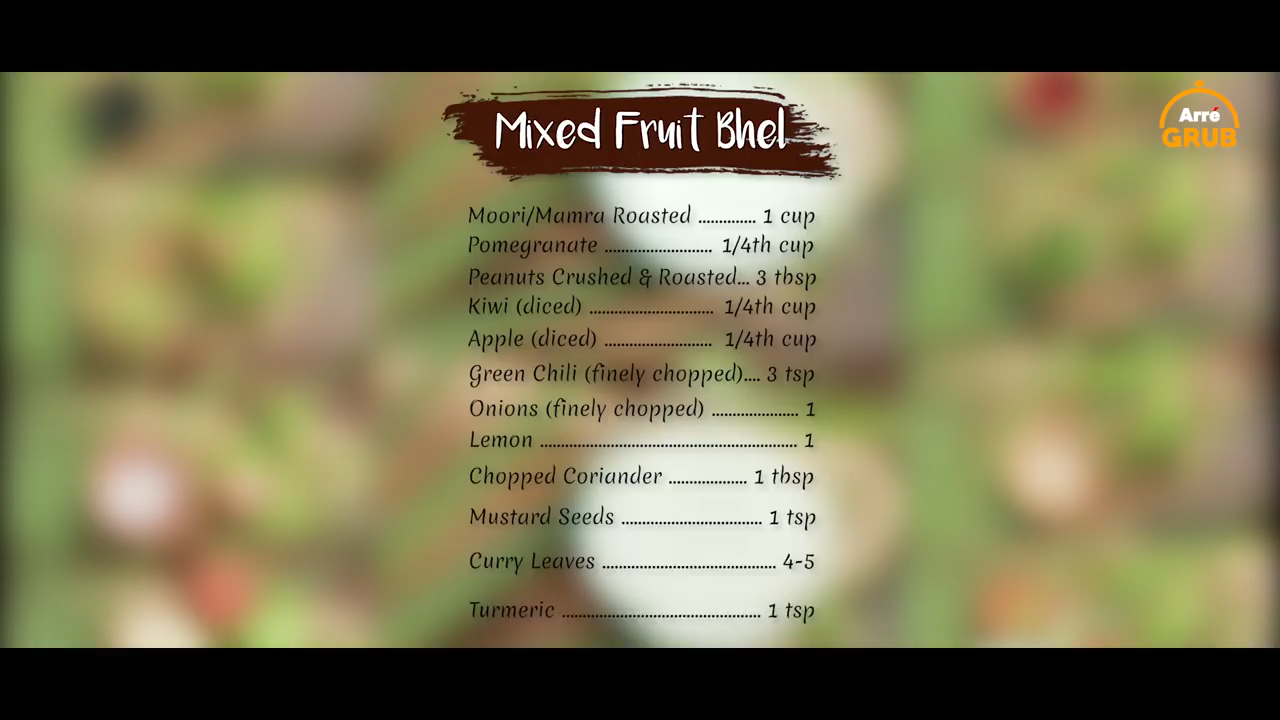 Mixed Fruit Bhel
Arré
GRUB
Moori/Mamra Roasted .............. 1 cup
Pomegranate .......................... 1/4th cup
Peanuts Crushed & Roasted... 3 tbsp
Kiwi (diced) .............................. 1/4th cup
Apple (diced) .......................... 1/4th cup
Green Chili (finely chopped).... 3 tsp
Onions (finely chopped) ..................... 1
Lemon .............................................................. 1
Chopped Coriander ................... 1 tbsp
Mustard Seeds .................................. 1 tsp
Curry Leaves .......................................... 4-5
Turmeric ................................................ 1 tsp